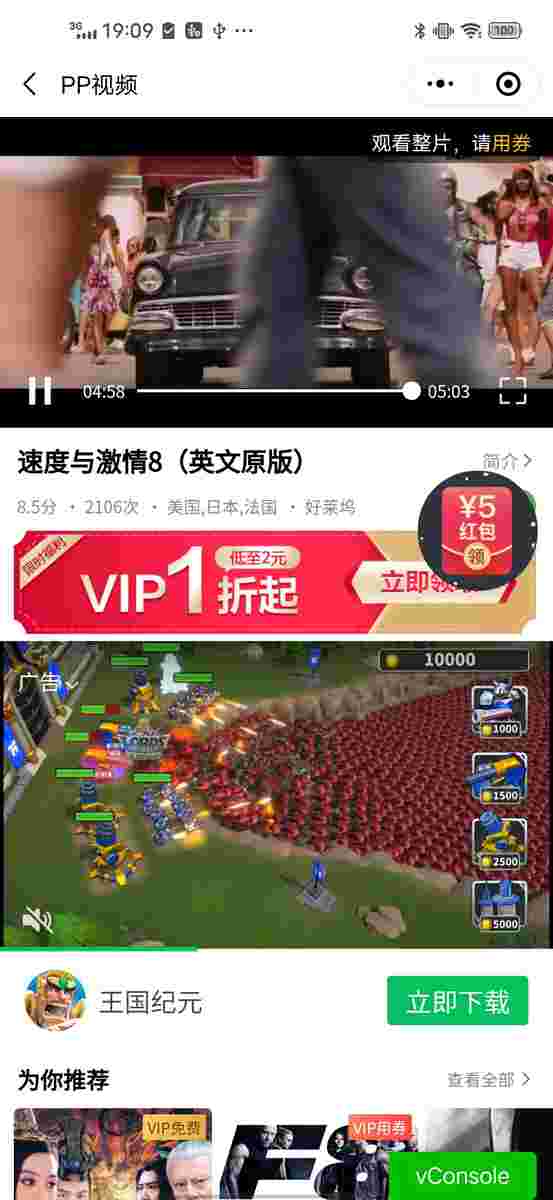 3G 19:09 100
PP视频
观看整片，请用券
04:58 05:03
速度与激情8（英文原版） 简介
8.5分 · 2106次 · 美国,日本,法国 · 好莱坞
¥5
红包
领
限时福利
VIP1折起
低至2元
立即领
广告
10000
1000
1500
2500
5000
王国纪元 立即下载
为你推荐 查看全部
VIP免费
VIP用券
F8
vConsole